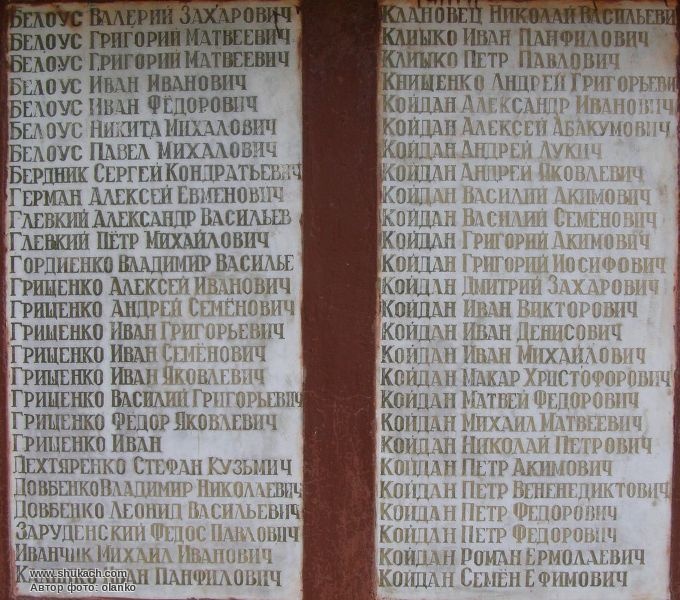 БЕЛОУС ВАЛЕРИЙ ЗАХАРОВИЧ
БЕЛОУС ГРИГОРИЙ МАТВЕЕВИЧ
БЕЛОУС ГРИГОРИЙ МАТВЕЕВИЧ
БЕЛОУС ИВАН ИВАНОВИЧ
БЕЛОУС ИВАН ФЁДОРОВИЧ
БЕЛОУС НИКИТА МИХАЛОВИЧ
БЕЛОУС ПАВЕЛ МИХАЛОВИЧ
БЕРДНИК СЕРГЕЙ КОНДРАТЬЕВИЧ
ГЕРМАН АЛЕКСЕЙ ЕВМЕНОВИЧ
ГЛЕВКИЙ АЛЕКСАНДР ВАСИЛЬЕВ
ГЛЕВКИЙ ПЁТР МИХАЙЛОВИЧ
ГОРДИЕНКО ВЛАДИМИР ВАСИЛЬЕ
ГРИЩЕНКО АЛЕКСЕЙ ИВАНОВИЧ
ГРИЩЕНКО АНДРЕЙ СЕМЁНОВИЧ
ГРИЩЕНКО ИВАН ГРИГОРЬЕВИЧ
ГРИЩЕНКО ИВАН СЕМЁНОВИЧ
ГРИЩЕНКО ИВАН ЯКОВЛЕВИЧ
ГРИЦЕНКО ВАСИЛИЙ ГРИГОРЬЕВИЧ
ГРИЦЕНКО ФЕДОР ЯКОВЛЕВИЧ
ГРИЦЕНКО ИВАН
ДЕХТЯРЕНКО СТЕФАН КУЗЬМИЧ
ДОВБЕНКО ВЛАДИМИР НИКОЛАЕВИЧ
ДОВБЕНКО ЛЕОНИД ВАСИЛЬЕВИЧ
ЗАРУДЕНСКИЙ ФЕДОС ПАВЛОВИЧ
ИВАНЧИК МИХАИЛ ИВАНОВИЧ
ИВАН ПАНФИЛОВИЧ
www.shukach.com
Автор фото: olanko
КЛАНОВЕЦ НИКОЛАЙ ВАСИЛЬЕВИ
КЛИМКО ИВАН ПАНФИЛОВИЧ
КЛИМКО ПЕТР ПАВЛОВИЧ
КНИЩЕНКО АНДРЕЙ ГРИГОРЬЕВИ
КОЙДАН АЛЕКСАНДР ИВАНОВИЧ
КОЙДАН АЛЕКСЕЙ АБАКУМОВИЧ
КОЙДАН АНДРЕЙ ЛУКИЧ
КОЙДАН АНДРЕЙ ЯКОВЛЕВИЧ
КОЙДАН ВАСИЛИЙ АКИМОВИЧ
КОЙДАН ВАСИЛИЙ СЕМЁНОВИЧ
КОЙДАН ГРИГОРИЙ АКИМОВИЧ
КОЙДАН ГРИГОРИЙ ИОСИФОВИЧ
КОЙДАН ДМИТРИЙ ЗАХАРОВИЧ
КОЙДАН ИВАН ВИКТОРОВИЧ
КОЙДАН ИВАН ДЕНИСОВИЧ
КОЙДАН ИВАН МИХАЙЛОВИЧ
КОЙДАН МАКАР ХРИСТОФОРОВИЧ
КОЙДАН МАТВЕЙ ФЕДОРОВИЧ
КОЙДАН МИХАИЛ МАТВЕЕВИЧ
КОЙДАН НИКОЛАЙ ПЕТРОВИЧ
КОЙДАН ПЕТР АКИМОВИЧ
КОЙДАН ПЕТР ВЕНЕНЕДИКТОВИЧ
КОЙДАН ПЕТР ФЕДОРОВИЧ
КОЙДАН ПЕТР ФЕДОРОВИЧ
КОЙДАН РОМАН ЕРМОЛАЕВИЧ
КОЙДАН СЕМЁН ЕФИМОВИЧ